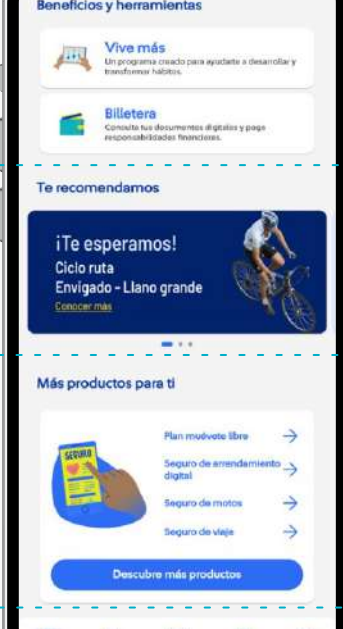 Beneficios y herramientas
Vive más
Un programa creado para ayudarte a desarrollar y
transformar hábitos.
Billetera
Consulta tus documentos digitales y paga
responsabilidades financieras.
Te recomendamos
¡Te esperamos!
Ciclo ruta
Envigado - Llano grande
Conocer más
Más productos para ti
SEGURO
Plan muévete libre
Seguro de arrendamiento
digital
Seguro de motos
Seguro de viaje
Descubre más productos